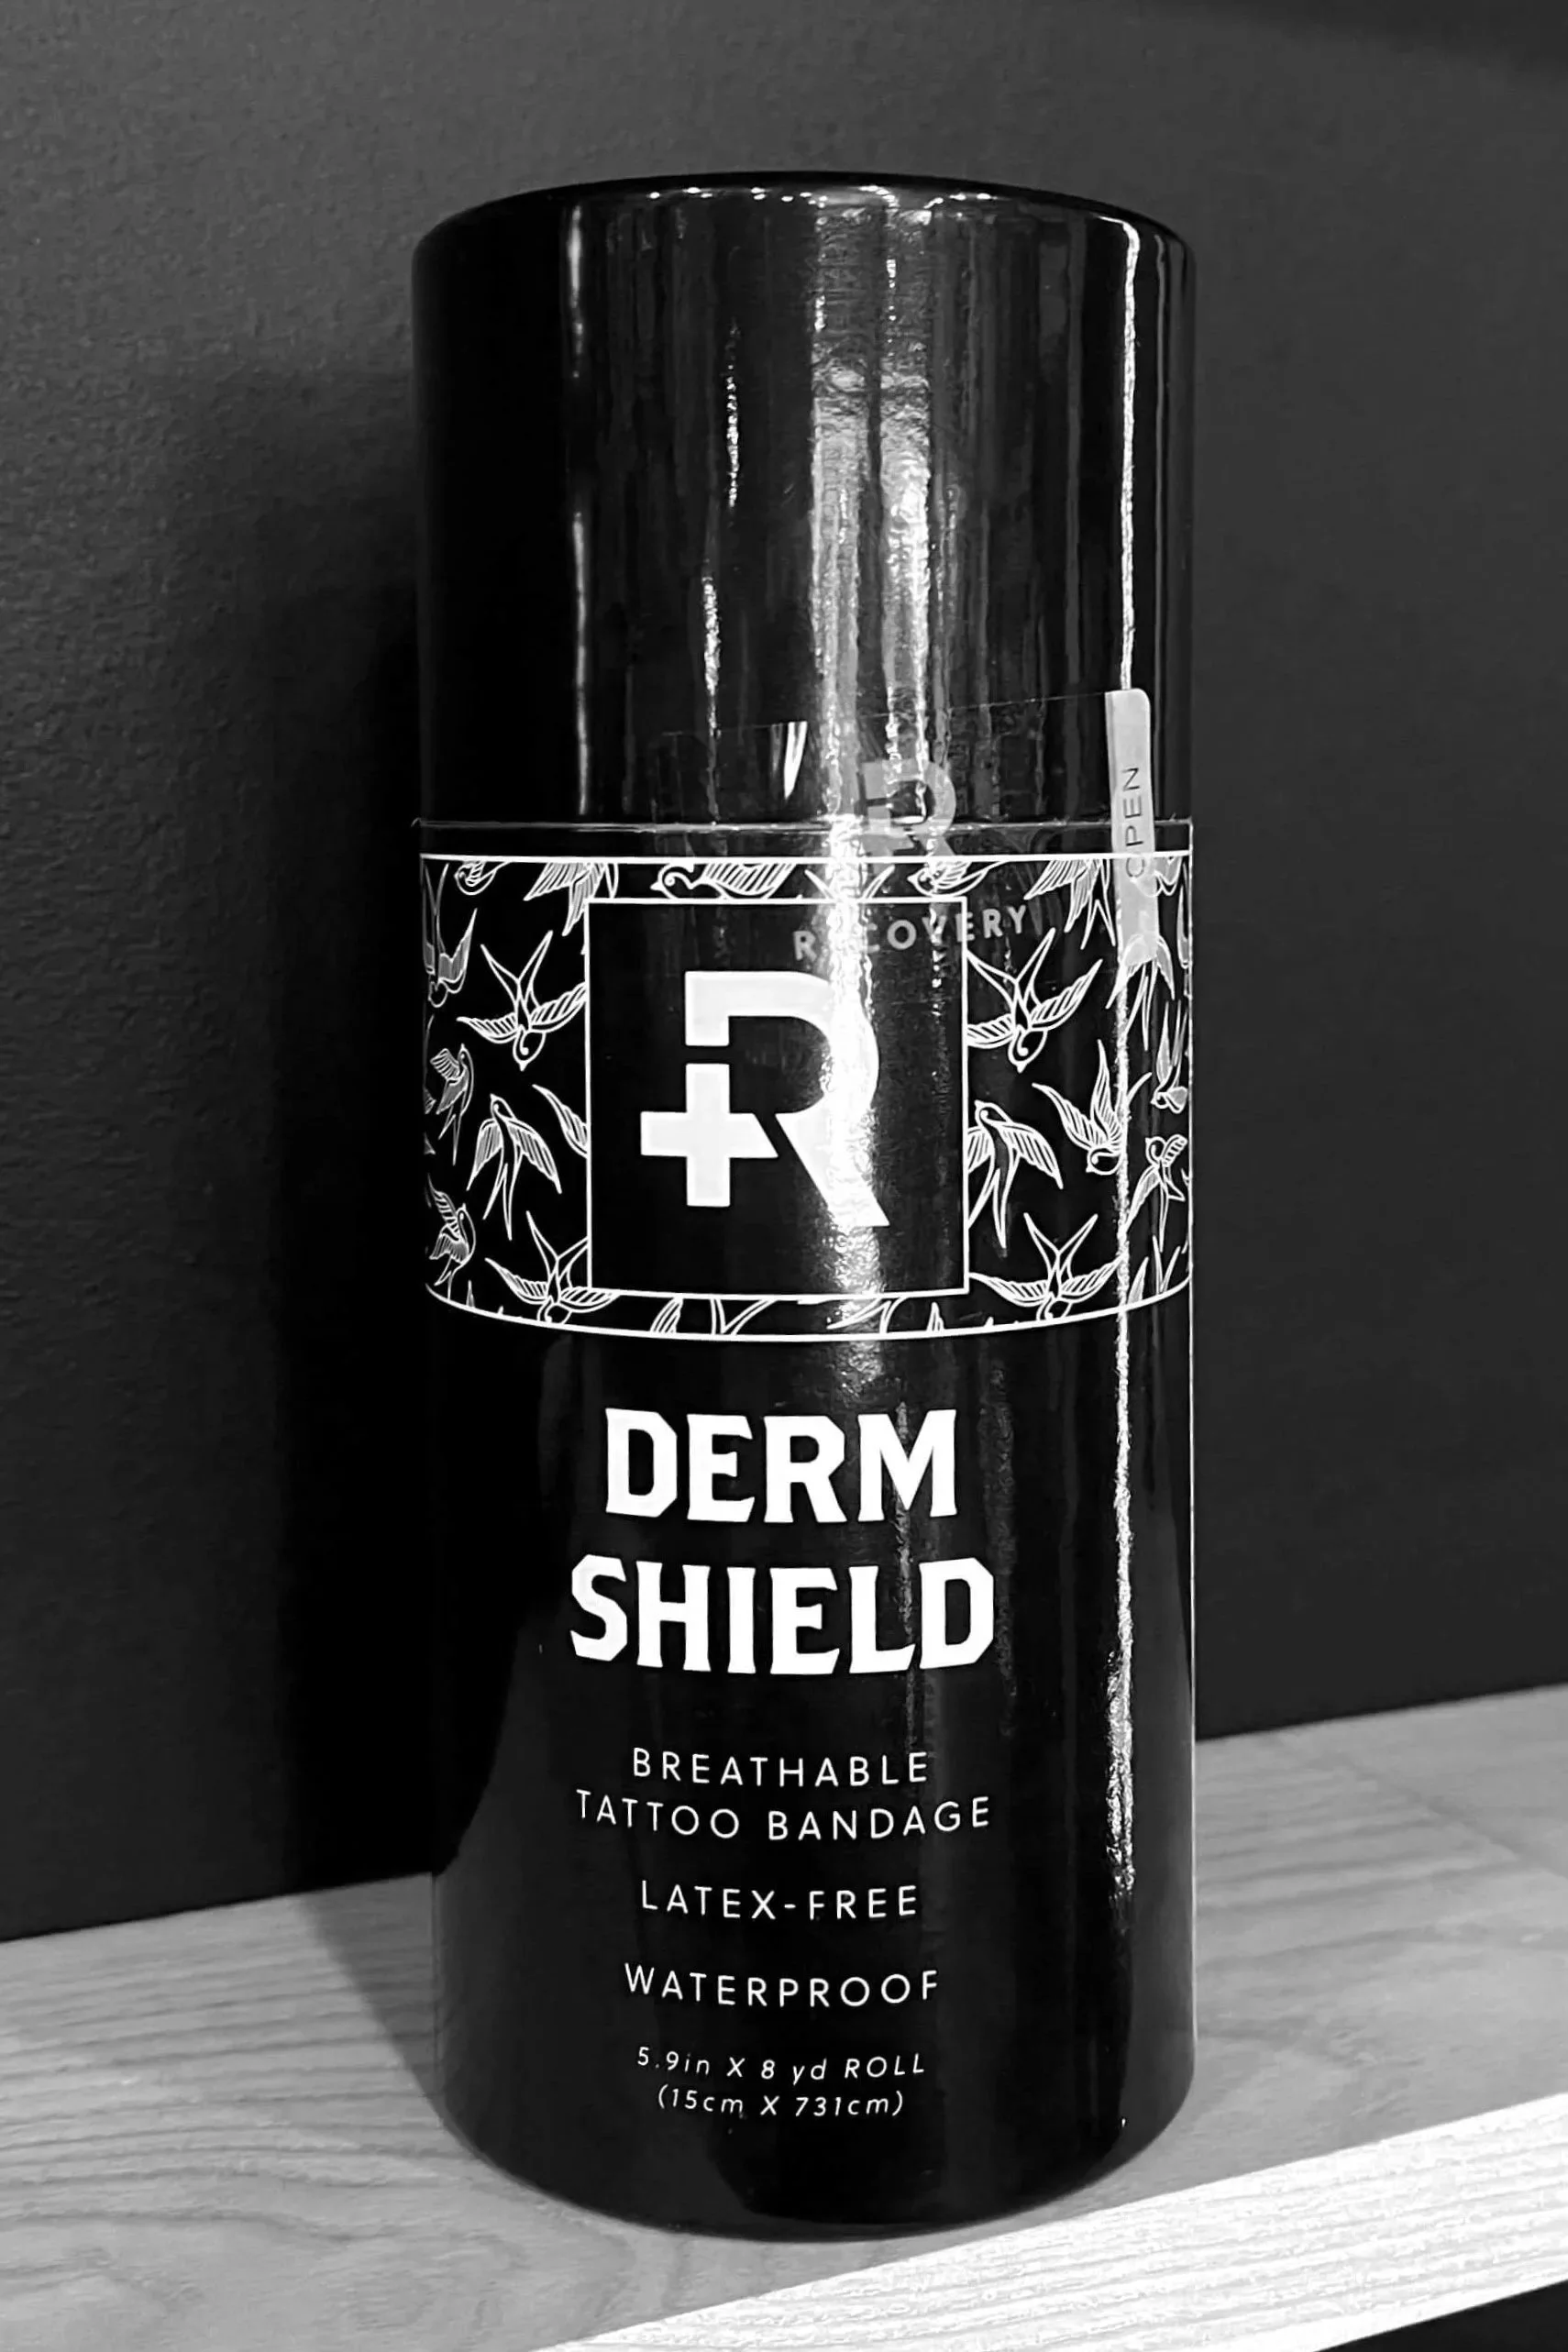 R
OPEN
RECOVERY
R
DERM
SHIELD
BREATHABLE
TATTOO BANDAGE
LATEX-FREE
WATERPROOF
5.9in X 8 yd ROLL
(15cm X 731cm)